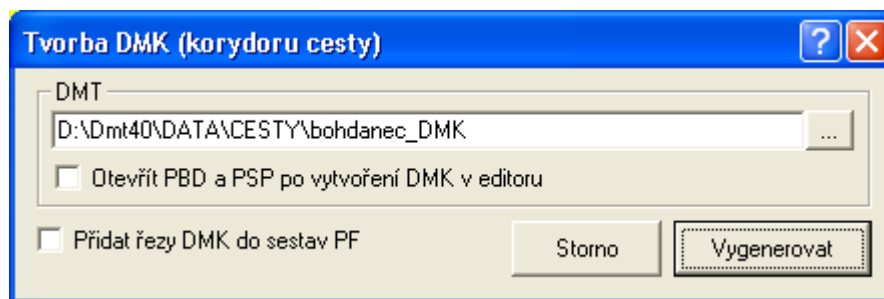 Tvorba DMK (korydoru cesty)
DMT
D:\Dmt40\DATA\CESTY\bohdanec_DMK
...
Otevřít PBD a PSP po vytvoření DMK v editoru
Přidat řezy DMK do sestav PF
Storno
Vygenerovat